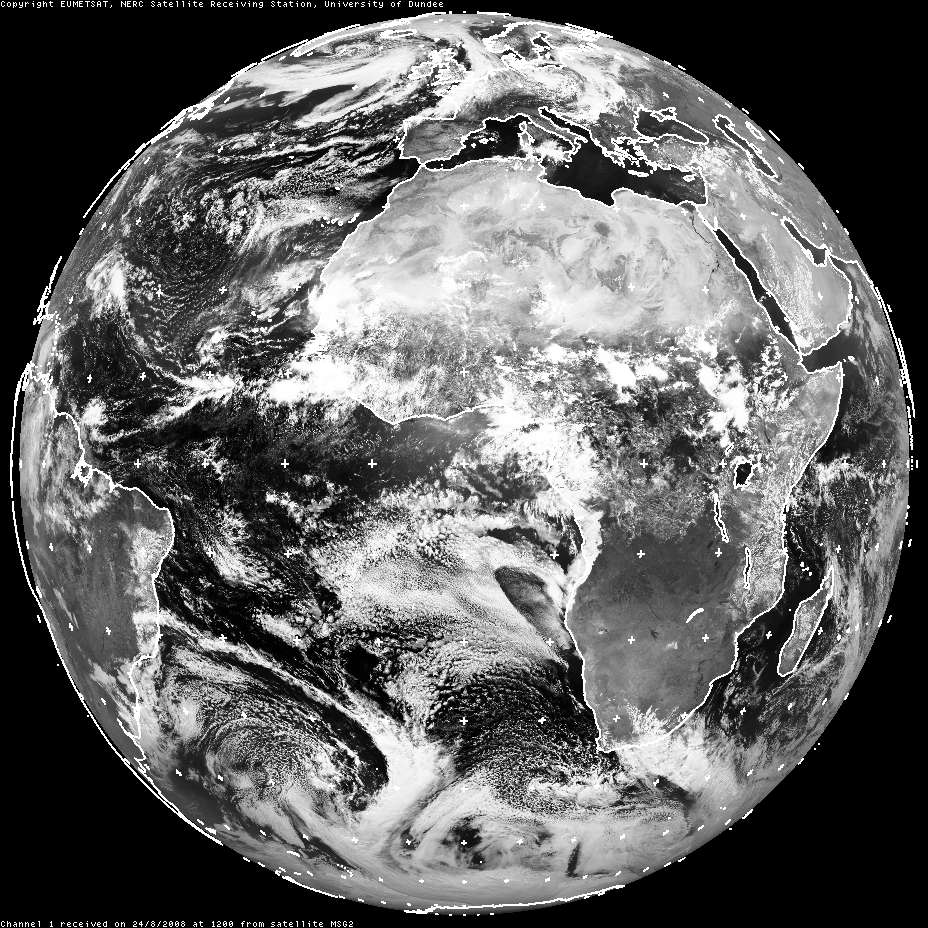 Copyright EUMETSAT, NERC Satellite Receiving Station, University of Dundee
Channel 1 received on 24/8/2008 at 1200 from satellite MSG2